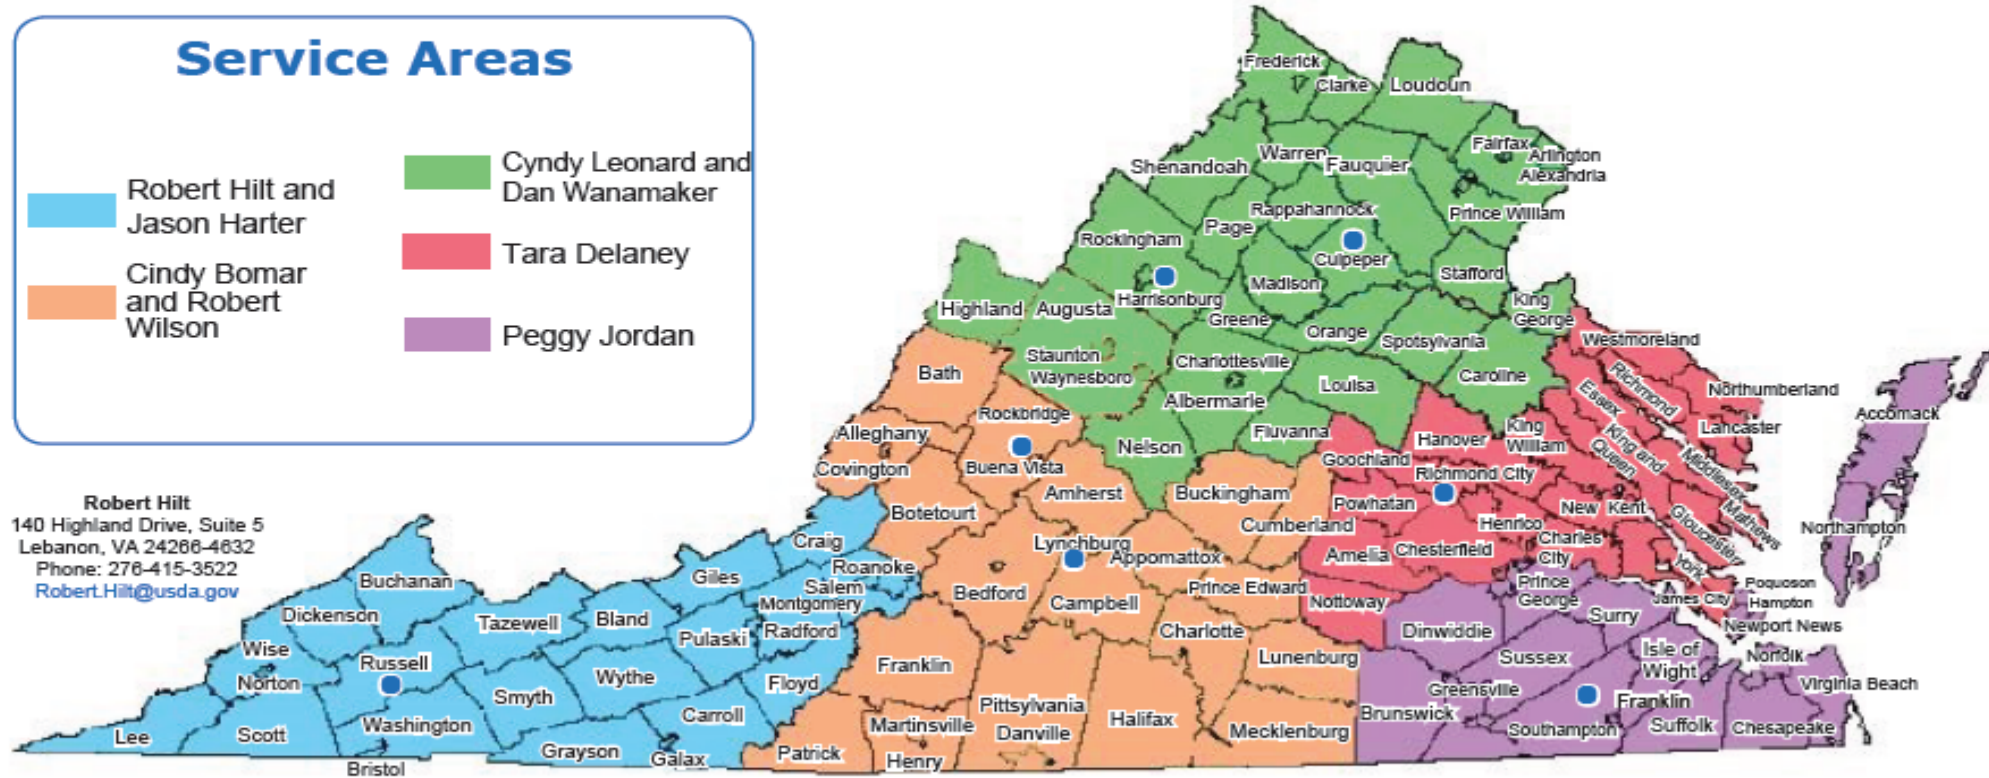 Service Areas
Robert Hilt and
Jason Harter
Cindy Bomar
and Robert
Wilson
Cyndy Leonard and
Dan Wanamaker
Tara Delaney
Peggy Jordan
Robert Hilt
140 Highland Drive, Suite 5
Lebanon, VA 24266-4632
Phone: 276-415-3522
Robert.Hilt@usda.gov
Frederick
Clarke
Loudoun
Shenandoah
Warren
Fauquier
Fairfax
Arlington
Alexandria
Rappahannock
Page
Prince William
Rockingham
Culpeper
Madison
Stafford
Highland
Augusta
Harrisonburg
Greene
Orange
King
George
Spotsylvania
Staunton
Waynesboro
Charlottesville
Albermarle
Louisa
Caroline
Nelson
Fluvanna
Westmoreland
Richmond
Northumberland
Essex
Lancaster
Hanover
King
William
King and
Queen
Middlesex
Mathews
Goochland
Richmond City
Powhatan
Henrico
New Kent
Gloucester
Amelia
Chesterfield
Charles
City
York
James City
Nottoway
Bath
Rockbridge
Alleghany
Covington
Buena Vista
Amherst
Botetourt
Buckingham
Cumberland
Lynchburg
Appomattox
Bedford
Campbell
Prince Edward
Charlotte
Franklin
Lunenburg
Pittsylvania
Danville
Halifax
Mecklenburg
Martinsville
Henry
Patrick
Craig
Roanoke
Salem
Montgomery
Radford
Giles
Buchanan
Dickenson
Tazewell
Bland
Pulaski
Wise
Norton
Russell
Smyth
Wythe
Floyd
Carroll
Lee
Scott
Washington
Grayson
Galax
Bristol
Accomack
Northampton
Poquoson
Hampton
Newport News
Prince
George
Surry
Dinwiddie
Sussex
Isle of
Wight
Norfolk
Virginia Beach
Greensville
Brunswick
Franklin
Southampton
Suffolk
Chesapeake